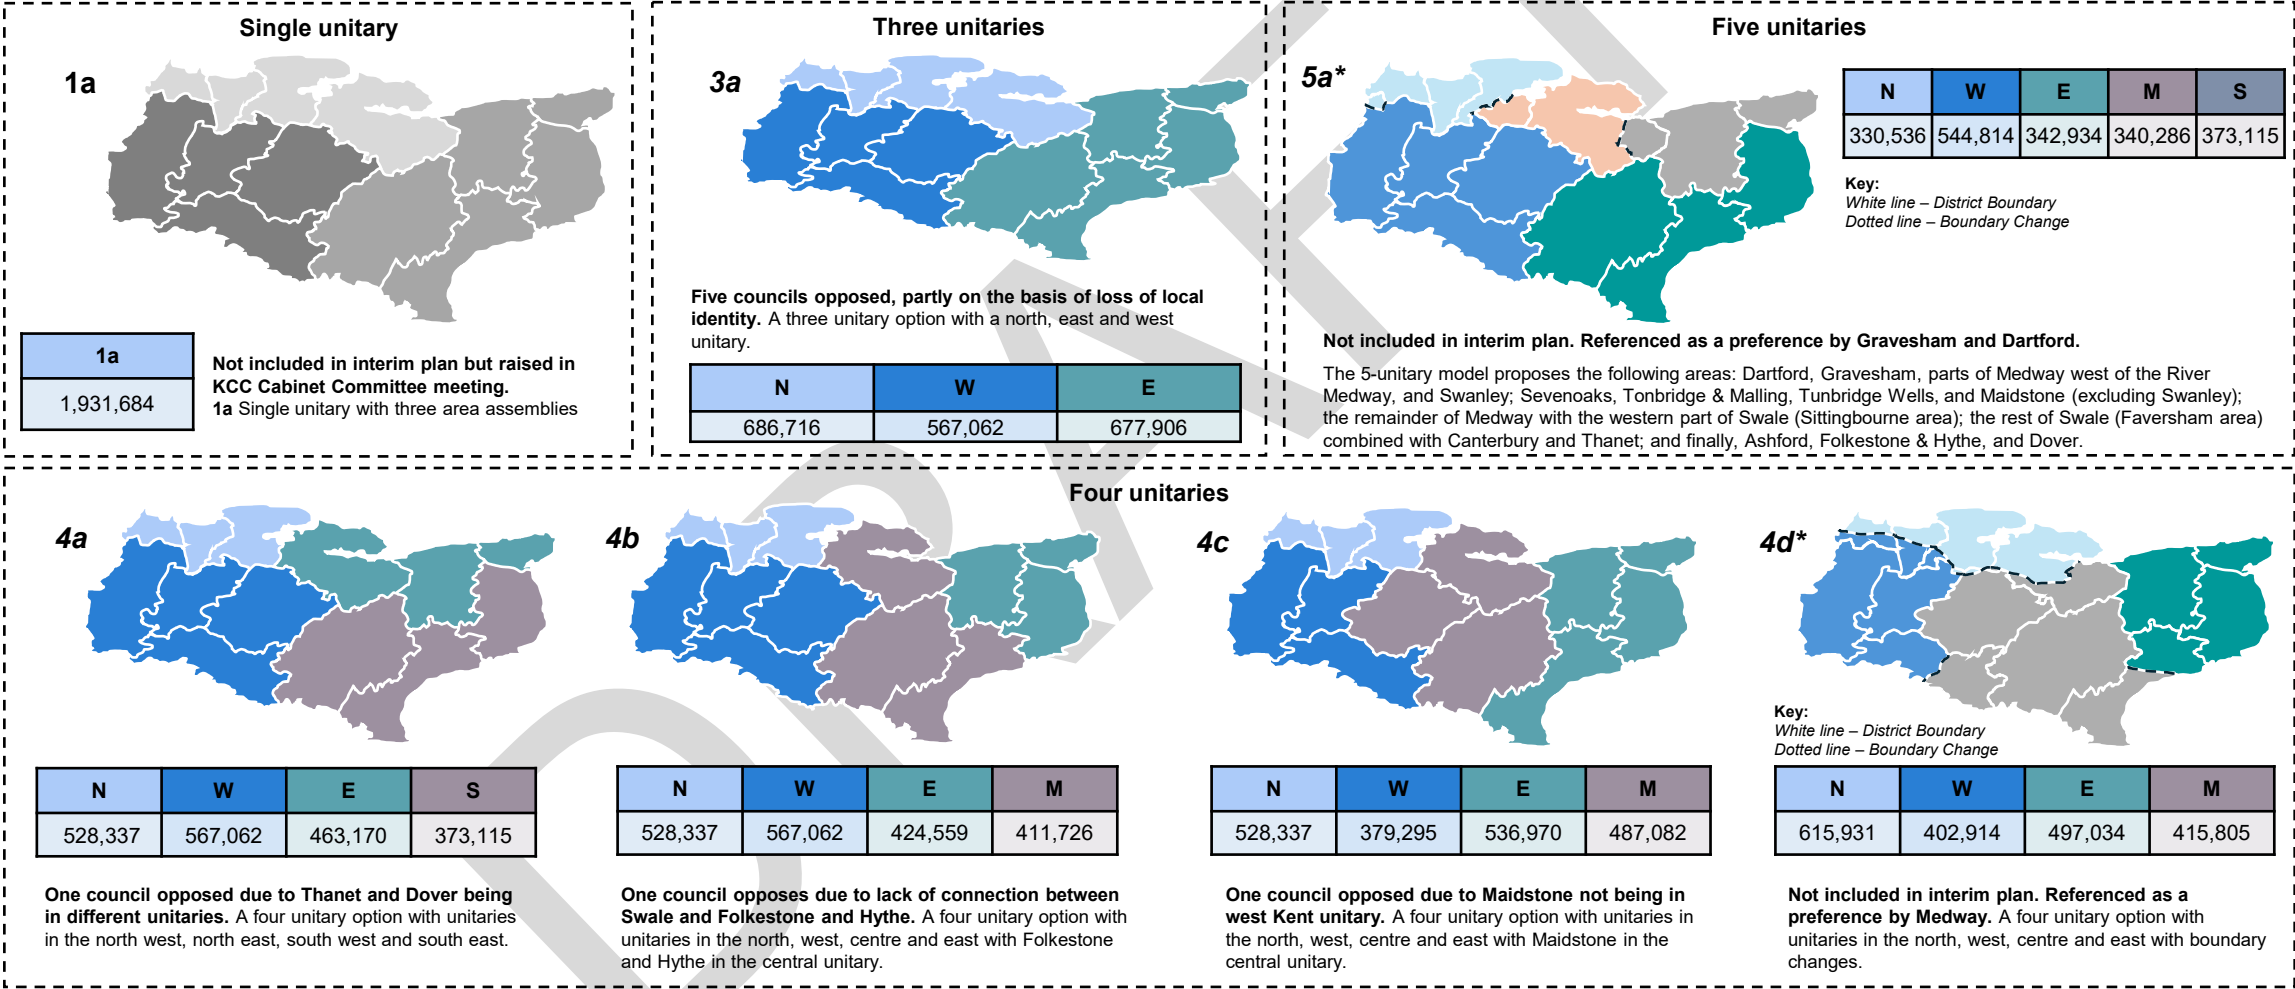 Single unitary
1a
1a
1,931,684
Not included in interim plan but raised in
KCC Cabinet Committee meeting.
1a Single unitary with three area assemblies
Three unitaries
3a
Five councils opposed, partly on the basis of loss of local
identity. A three unitary option with a north, east and west
unitary.
N W E
686,716 567,062 677,906
Five unitaries
5a*
N W E M S
330,536 544,814 342,934 340,286 373,115
Key:
White line – District Boundary
Dotted line – Boundary Change
Not included in interim plan. Referenced as a preference by Gravesham and Dartford.
The 5-unitary model proposes the following areas: Dartford, Gravesham, parts of Medway west of the River
Medway, and Swanley; Sevenoaks, Tonbridge & Malling, Tunbridge Wells, and Maidstone (excluding Swanley);
the remainder of Medway with the western part of Swale (Sittingbourne area); the rest of Swale (Faversham area)
combined with Canterbury and Thanet; and finally, Ashford, Folkestone & Hythe, and Dover.
Four unitaries
4a
N W E S
528,337 567,062 463,170 373,115
One council opposed due to Thanet and Dover being
in different unitaries. A four unitary option with unitaries
in the north west, north east, south west and south east.
4b
N W E M
528,337 567,062 424,559 411,726
One council opposes due to lack of connection between
Swale and Folkestone and Hythe. A four unitary option with
unitaries in the north, west, centre and east with Folkestone
and Hythe in the central unitary.
4c
N W E M
528,337 379,295 536,970 487,082
One council opposed due to Maidstone not being in
west Kent unitary. A four unitary option with unitaries in
the north, west, centre and east with Maidstone in the
central unitary.
4d*
Key:
White line – District Boundary
Dotted line – Boundary Change
N W E M
615,931 402,914 497,034 415,805
Not included in interim plan. Referenced as a
preference by Medway. A four unitary option with
unitaries in the north, west, centre and east with boundary
changes.
DRAFT